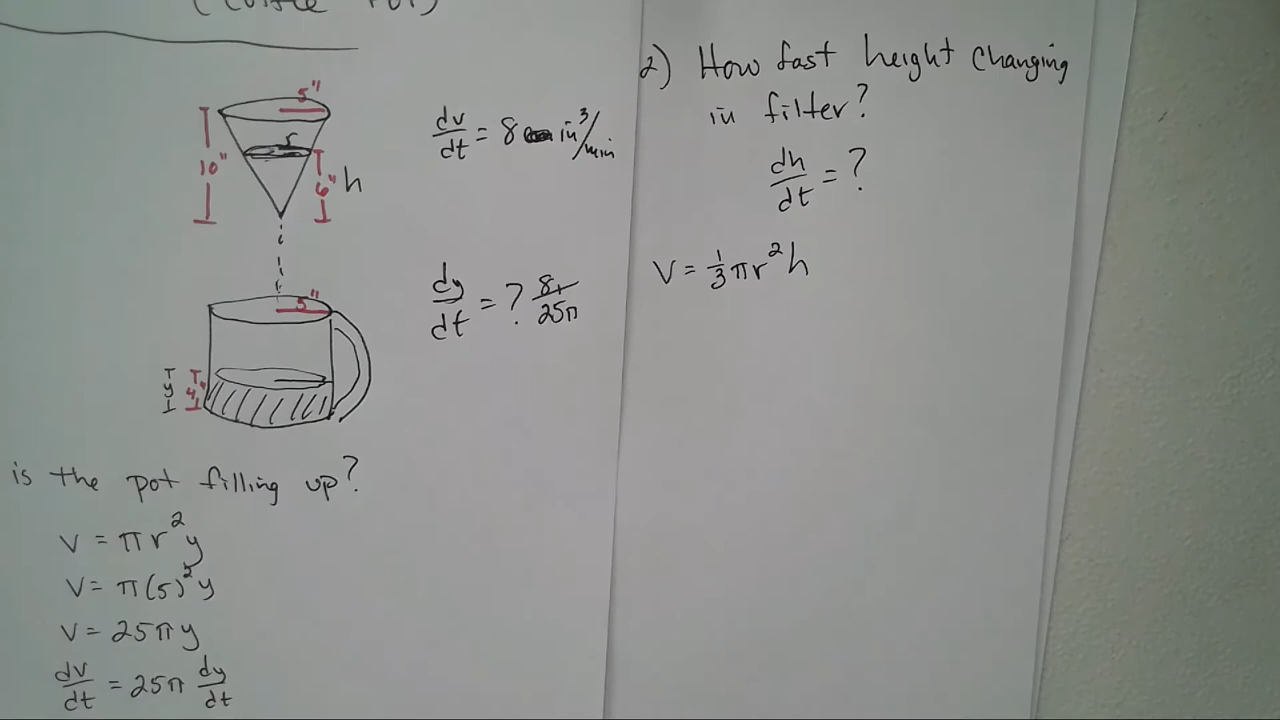 5"
r
10"
6" h
dv/dt = 8 in³/min
5"
y 4"
dy/dt = ? 8/25π
is the pot filling up?
V = πr²y
V = π(5)²y
V = 25πy
dv/dt = 25π dy/dt
2) How fast height changing
in filter?
dh/dt = ?
V = 1/3 πr²h